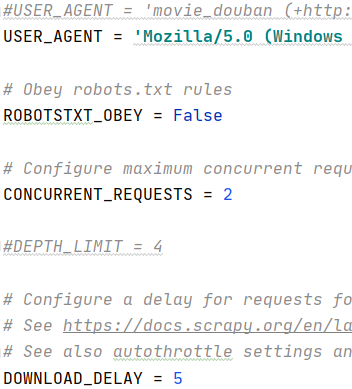 #USER_AGENT = 'movie_douban (+http:
USER_AGENT = 'Mozilla/5.0 (Windows
# Obey robots.txt rules
ROBOTSTXT_OBEY = False
# Configure maximum concurrent requ
CONCURRENT_REQUESTS = 2
#DEPTH_LIMIT = 4
# Configure a delay for requests fo
# See https://docs.scrapy.org/en/la
# See also autothrottle settings an
DOWNLOAD_DELAY = 5